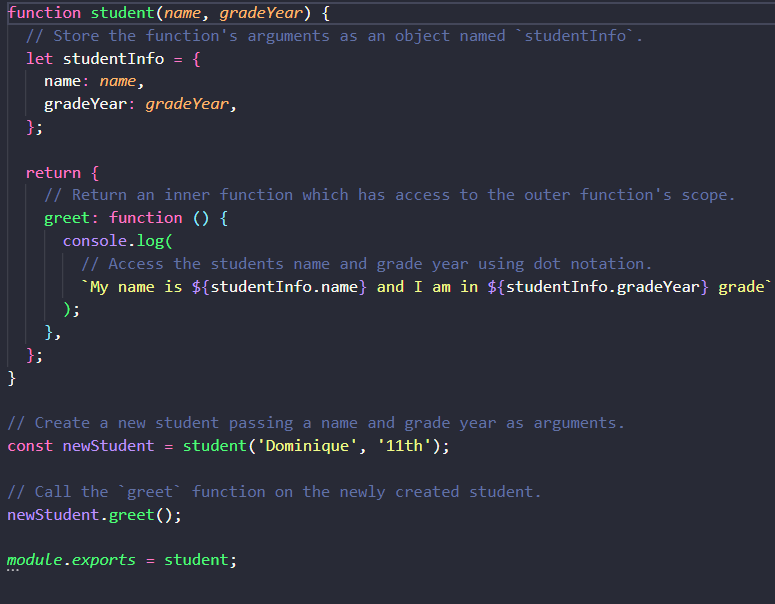 function student(name, gradeYear) {
  // Store the function's arguments as an object named `studentInfo`.
  let studentInfo = {
    name: name,
    gradeYear: gradeYear,
  };

  return {
    // Return an inner function which has access to the outer function's scope.
    greet: function () {
      console.log(
        // Access the students name and grade year using dot notation.
        `My name is ${studentInfo.name} and I am in ${studentInfo.gradeYear} grade`
      );
    },
  };
}

// Create a new student passing a name and grade year as arguments.
const newStudent = student('Dominique', '11th');

// Call the `greet` function on the newly created student.
newStudent.greet();

module.exports = student;